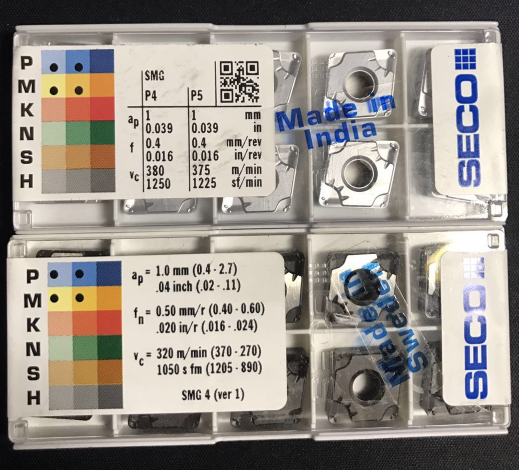 P
M
K
N
S
H
SMG
P4 P5
ap 1 1 mm
0.039 0.039 in
f 0.4 0.4 mm/rev
0.016 0.016 in/rev
vc 380 375 m/min
1250 1225 sf/min
Made in
India
SECO
P
M
K
N
S
H
ap = 1.0 mm (0.4 - 2.7)
.04 inch (.02 - .11)
fn = 0.50 mm/r (0.40 - 0.60)
.020 in/r (.016 - .024)
vc = 320 m/min (370 - 270)
1050 s fm (1205 - 890)
SMG 4 (ver 1)
Made in
Sweden
SECO